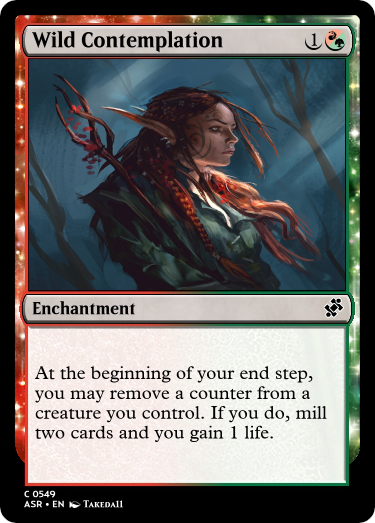 Wild Contemplation 1
Enchantment
At the beginning of your end step,
you may remove a counter from a
creature you control. If you do, mill
two cards and you gain 1 life.
C 0549
ASR • EN Takeda11